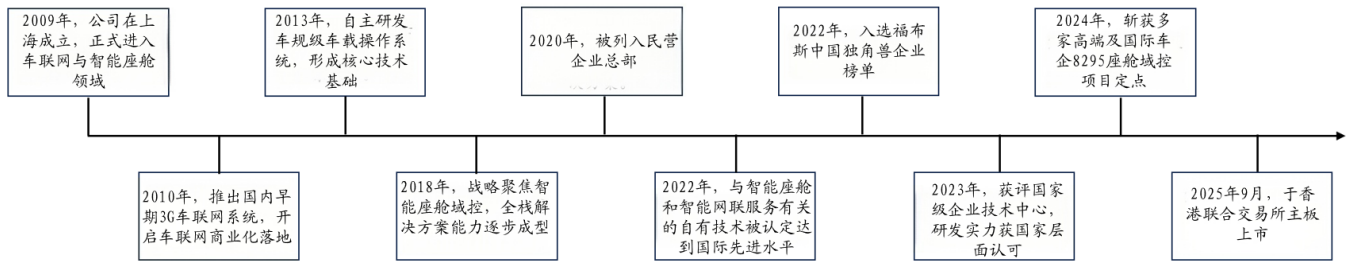 2009年，公司在上
海成立，正式进入
车联网与智能座舱
领域
2013年，自主研发
车规级车载操作系
统，形成核心技术
基础
2020年，被列入民营
企业总部
2022年，入选福布
斯中国独角兽企业
榜单
2024年，斩获多
家高端及国际车
企8295座舱域控
项目定点
2010年，推出国内早
期3G车联网系统，开
启车联网商业化落地
2018年，战略聚焦智
能座舱域控，全栈解
决方案能力逐步成型
2022年，与智能座舱
和智能网联服务有关
的自有技术被认定达
到国际先进水平
2023年，获评国家
级企业技术中心，
研发实力获国家层
面认可
2025年9月，于香
港联合交易所主板
上市